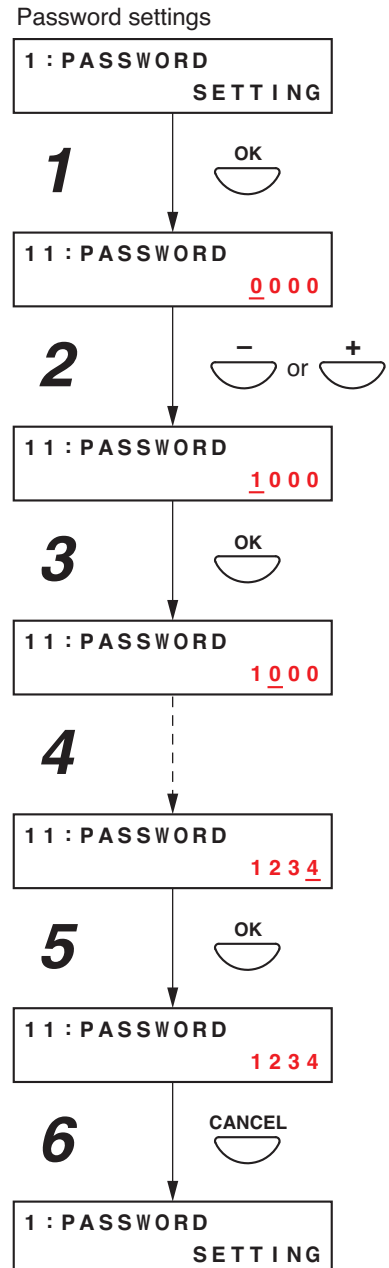 Password settings
1:PASSWORD
SETTING
1
OK
11:PASSWORD
0000
2
– or +
11:PASSWORD
1000
3
OK
11:PASSWORD
1000
4
11:PASSWORD
1234
5
OK
11:PASSWORD
1234
6
CANCEL
1:PASSWORD
SETTING